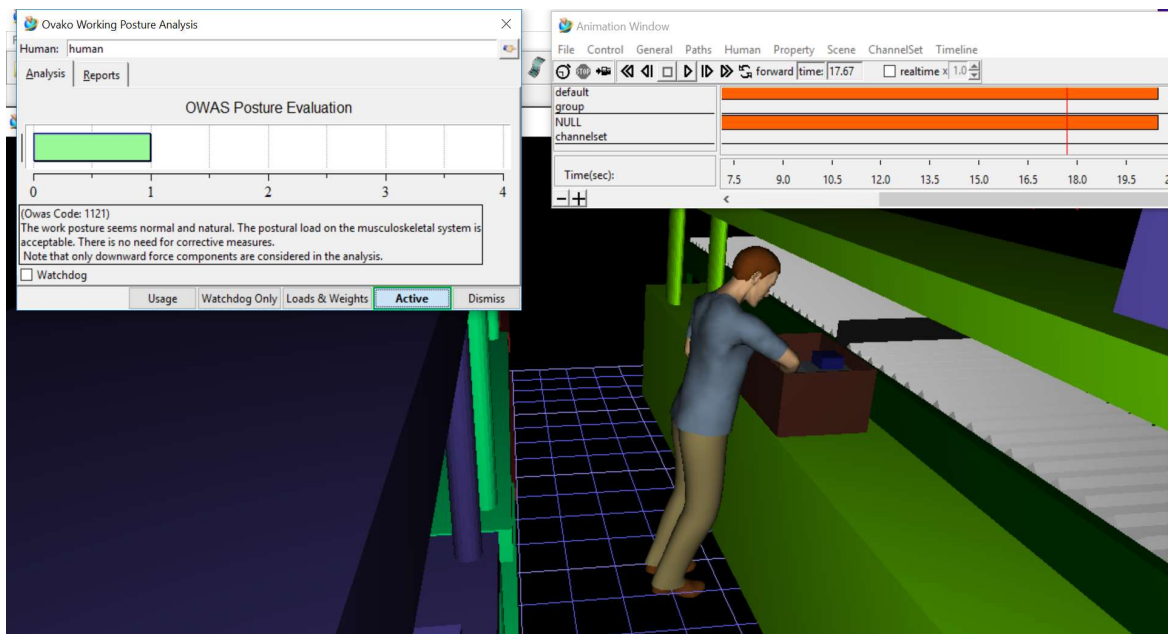 Ovako Working Posture Analysis
Human: human
Analysis Reports
OWAS Posture Evaluation
0 1 2 3 4
(Owas Code: 1121)
The work posture seems normal and natural. The postural load on the musculoskeletal system is
acceptable. There is no need for corrective measures.
Note that only downward force components are considered in the analysis.
Watchdog
Usage Watchdog Only Loads & Weights Active Dismiss
Animation Window
File Control General Paths Human Property Scene ChannelSet Timeline
STOP forward time: 17.67 realtime x 1.0
default
group
NULL
channelset
Time(sec):
7.5 9.0 10.5 12.0 13.5 15.0 16.5 18.0 19.5